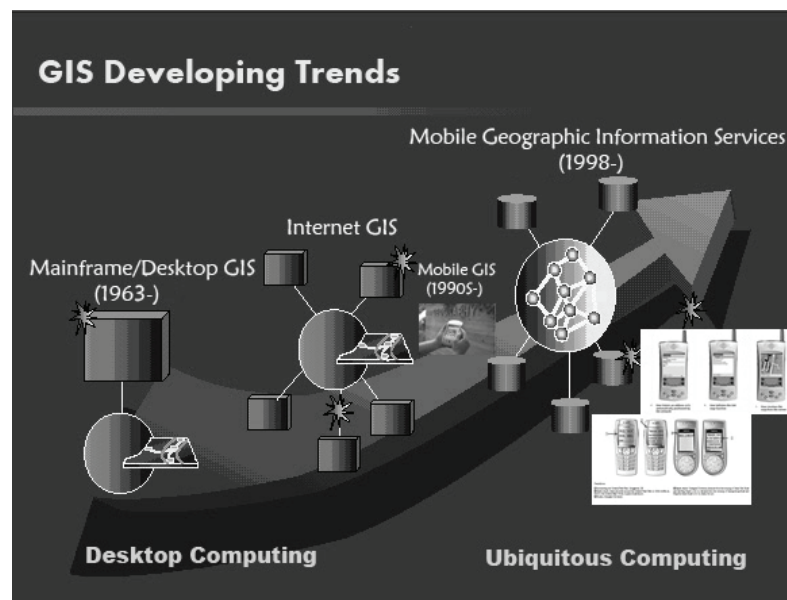 GIS Developing Trends
Mobile Geographic Information Services
(1998-)
Internet GIS
Mainframe/Desktop GIS
(1963-)
Mobile GIS
(1990S-)
Desktop Computing
Ubiquitous Computing